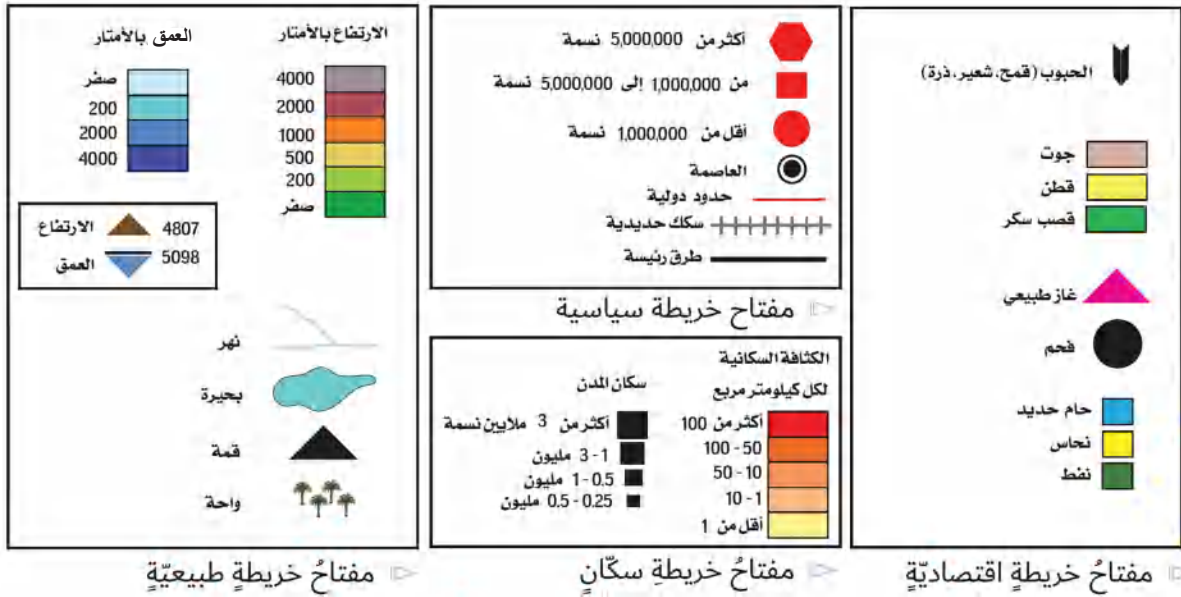 الحبوب (قمح، شعير، ذرة)
جوت
قطن
قصب سكر
غاز طبيعي
فحم
حام حديد
نحاس
نفط
مفتاحُ خريطةٍ اقتصاديّةٍ
أكثر من 5,000,000 نسمة
من 1,000,000 إلى 5,000,000 نسمة
أقل من 1,000,000 نسمة
العاصمة
حدود دولية
سكك حديدية
طرق رئيسة
مفتاح خريطة سياسية
الكثافة السكانية
لكل كيلومتر مربع
أكثر من 100
100 - 50
50 - 10
10 - 1
أقل من 1
سكان المدن
أكثر من 3 ملايين نسمة
3 - 1 مليون
1 - 0.5 مليون
0.5 - 0.25 مليون
مفتاحُ خريطةِ سكّانٍ
الارتفاع بالأمتار
4000
2000
1000
500
200
صفر
العمق بالأمتار
صفر
200
2000
4000
4807 الارتفاع
5098 العمق
نهر
بحيرة
قمة
واحة
مفتاحُ خريطةٍ طبيعيّةٍ